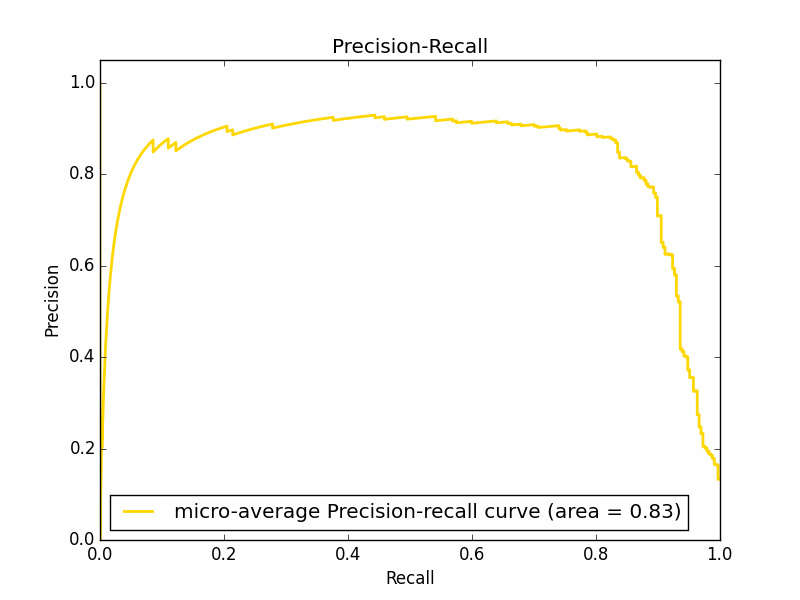 Precision-Recall
1.0
0.8
0.6
0.4
0.2
0.0
Precision
micro-average Precision-recall curve (area = 0.83)
0.0 0.2 0.4 0.6 0.8 1.0
Recall